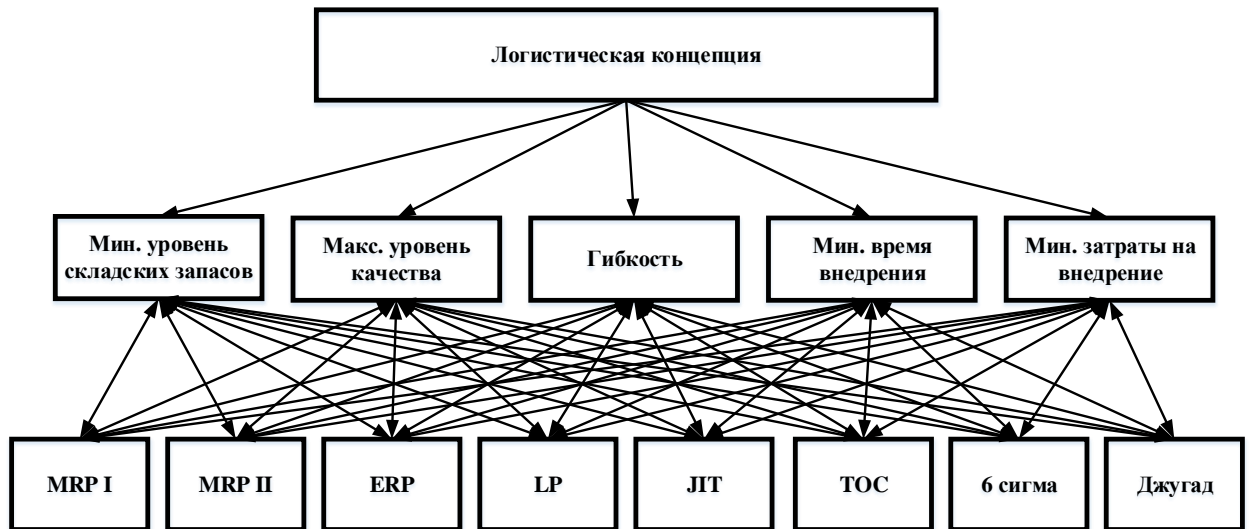 Логистическая концепция
Мин. уровень
складских запасов
Макс. уровень
качества
Гибкость
Мин. время
внедрения
Мин. затраты на
внедрение
MRP I
MRP II
ERP
LP
JIT
TOC
6 сигма
Джугад